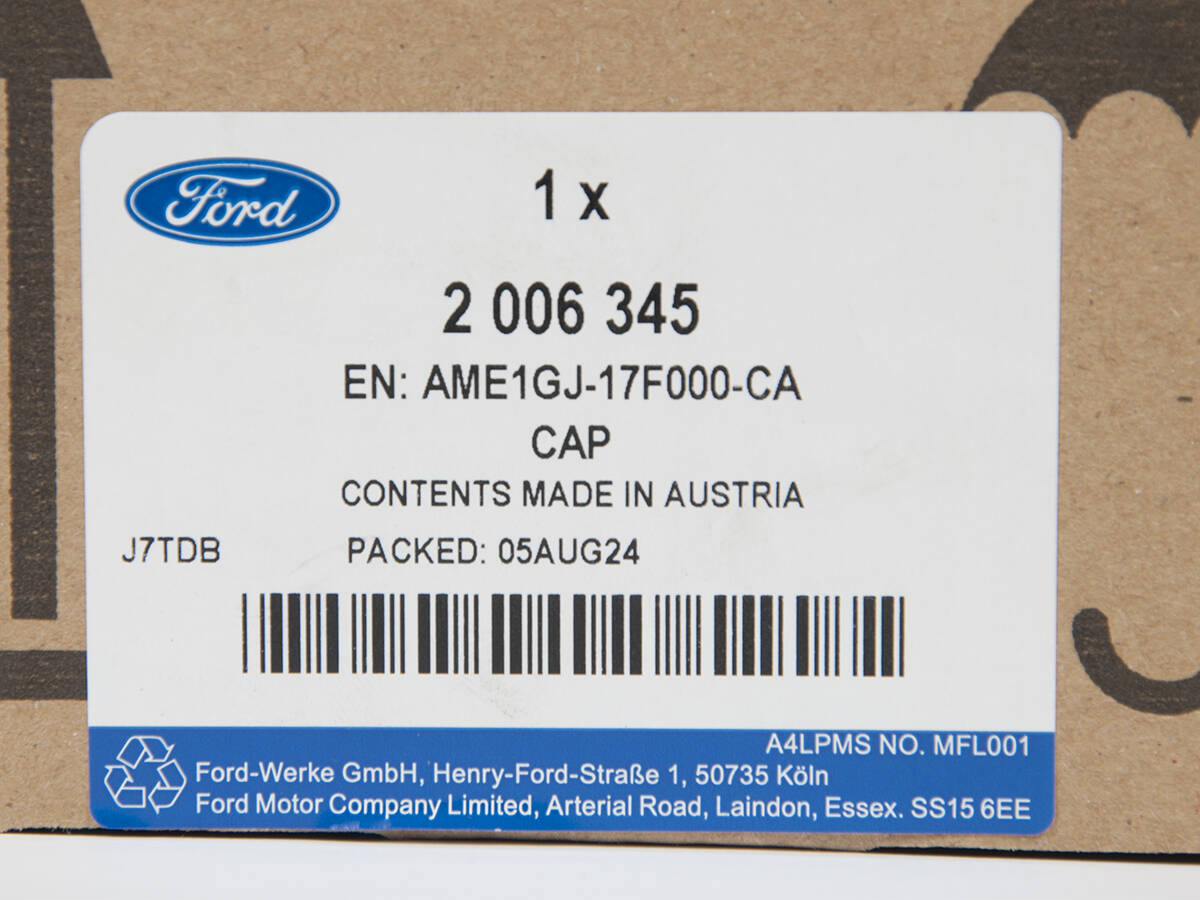 Ford
1 x
2 006 345
EN: AME1GJ-17F000-CA
CAP
CONTENTS MADE IN AUSTRIA
J7TDB PACKED: 05AUG24
A4LPMS NO. MFL001
Ford-Werke GmbH, Henry-Ford-Straße 1, 50735 Köln
Ford Motor Company Limited, Arterial Road, Laindon, Essex. SS15 6EE